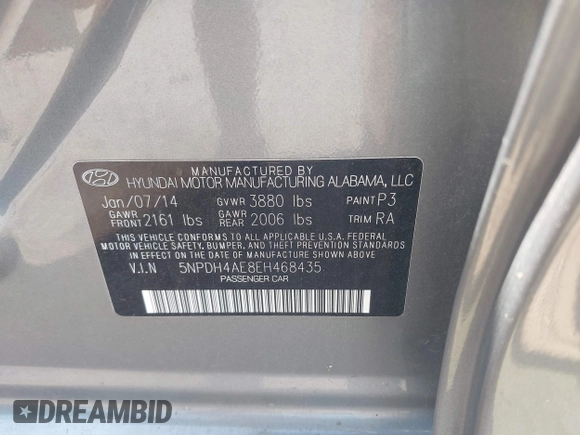 MANUFACTURED BY
HYUNDAI MOTOR MANUFACTURING ALABAMA, LLC
Jan/07/14 GVWR 3880 lbs PAINT P3
GAWR FRONT 2161 lbs GAWR REAR 2006 lbs TRIM RA
THIS VEHICLE CONFORMS TO ALL APPLICABLE U.S.A. FEDERAL
MOTOR VEHICLE SAFETY, BUMPER, AND THEFT PREVENTION STANDARDS
IN EFFECT ON THE DATE OF MANUFACTURE SHOWN ABOVE.
V.I.N 5NPDH4AE8EH468435
PASSENGER CAR
DREAMBID